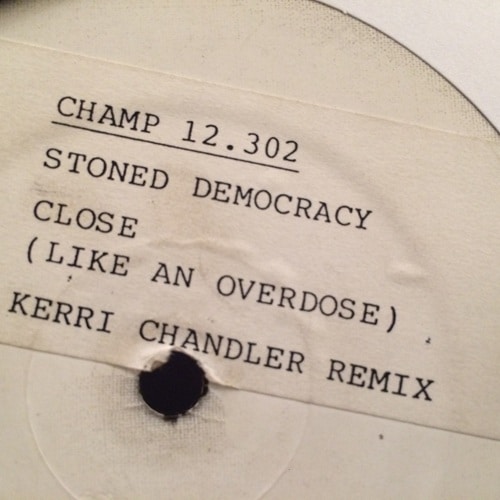 CHAMP 12.302
STONED DEMOCRACY
CLOSE
(LIKE AN OVERDOSE)
KERRI CHANDLER REMIX